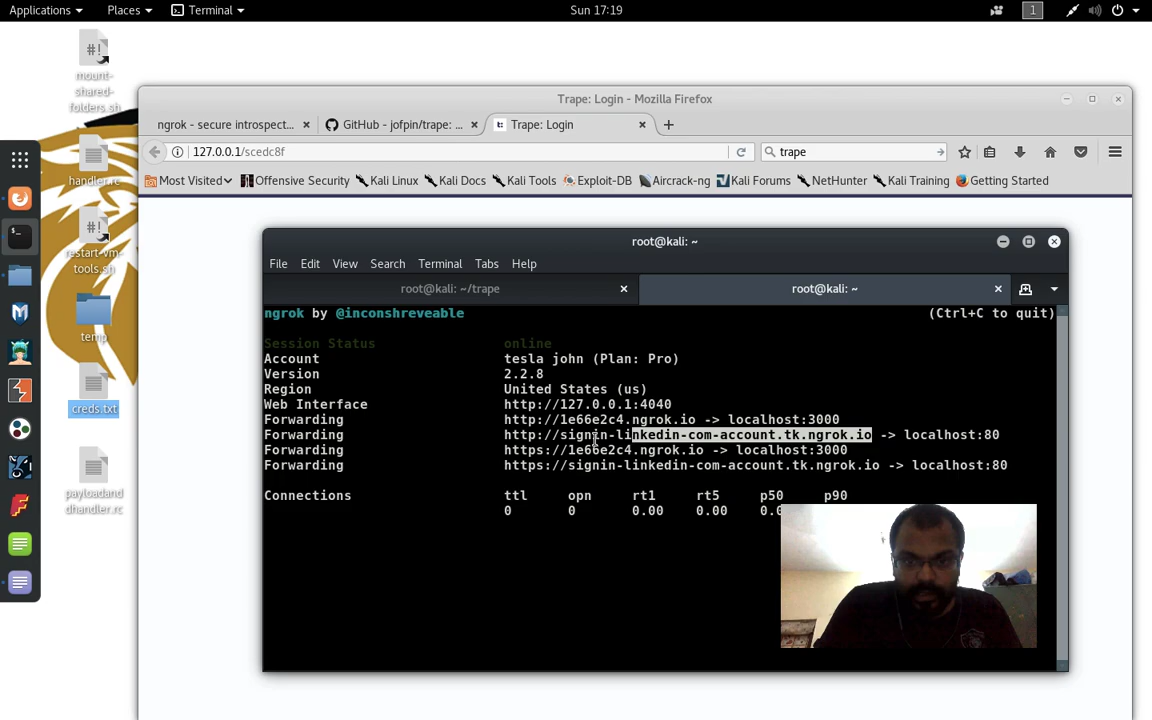 Applications Places Terminal Sun 17:19 1
mount-
shared-
folders.sh
handler.rc
restart-vm-
tools.sh
temp
creds.txt
payloadand
dhandler.rc
Trape: Login - Mozilla Firefox
ngrok - secure introspect... × GitHub - jofpin/trape: ... × Trape: Login ×
127.0.0.1/scedc8f trape
Most Visited Offensive Security Kali Linux Kali Docs Kali Tools Exploit-DB Aircrack-ng Kali Forums NetHunter Kali Training Getting Started
root@kali: ~
File Edit View Search Terminal Tabs Help
root@kali: ~/trape × root@kali: ~ ×
ngrok by @inconshreveable (Ctrl+C to quit)
Session Status online
Account tesla john (Plan: Pro)
Version 2.2.8
Region United States (us)
Web Interface http://127.0.0.1:4040
Forwarding http://1e66e2c4.ngrok.io -> localhost:3000
Forwarding http://signin-linkedin-com-account.tk.ngrok.io -> localhost:80
Forwarding https://1e66e2c4.ngrok.io -> localhost:3000
Forwarding https://signin-linkedin-com-account.tk.ngrok.io -> localhost:80
Connections ttl opn rt1 rt5 p50 p90
0 0 0.00 0.00